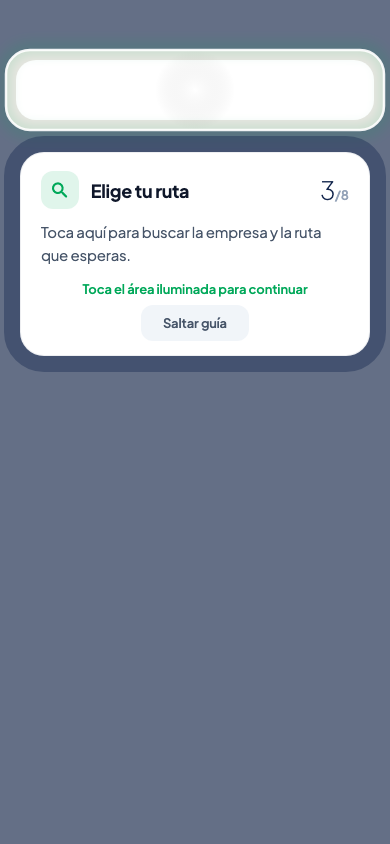 Elige tu ruta
3/8
Toca aquí para buscar la empresa y la ruta
que esperas.
Toca el área iluminada para continuar
Saltar guía